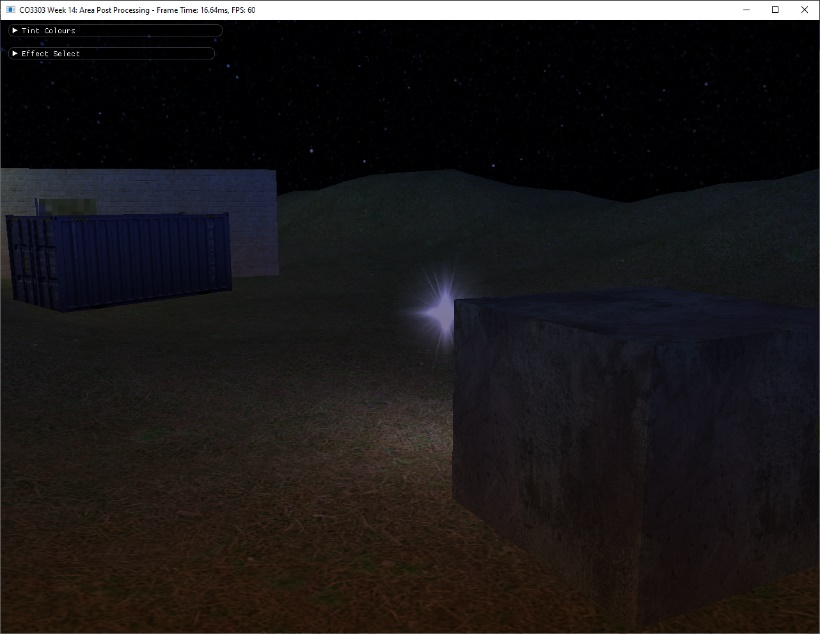 CO3303 Week 14: Area Post Processing - Frame Time: 16.64ms, FPS: 60
Tint Colours
Effect Select